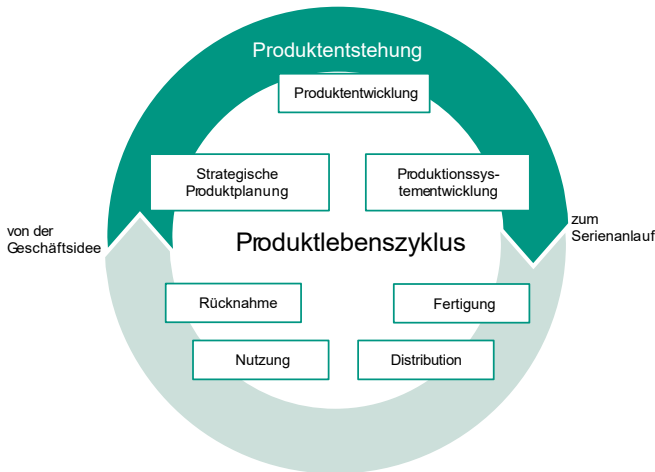 Produktentstehung
Produktentwicklung
Strategische
Produktplanung
Produktionssys-
tementwicklung
von der
Geschäftsidee
zum
Serienanlauf
Produktlebenszyklus
Rücknahme
Fertigung
Nutzung
Distribution